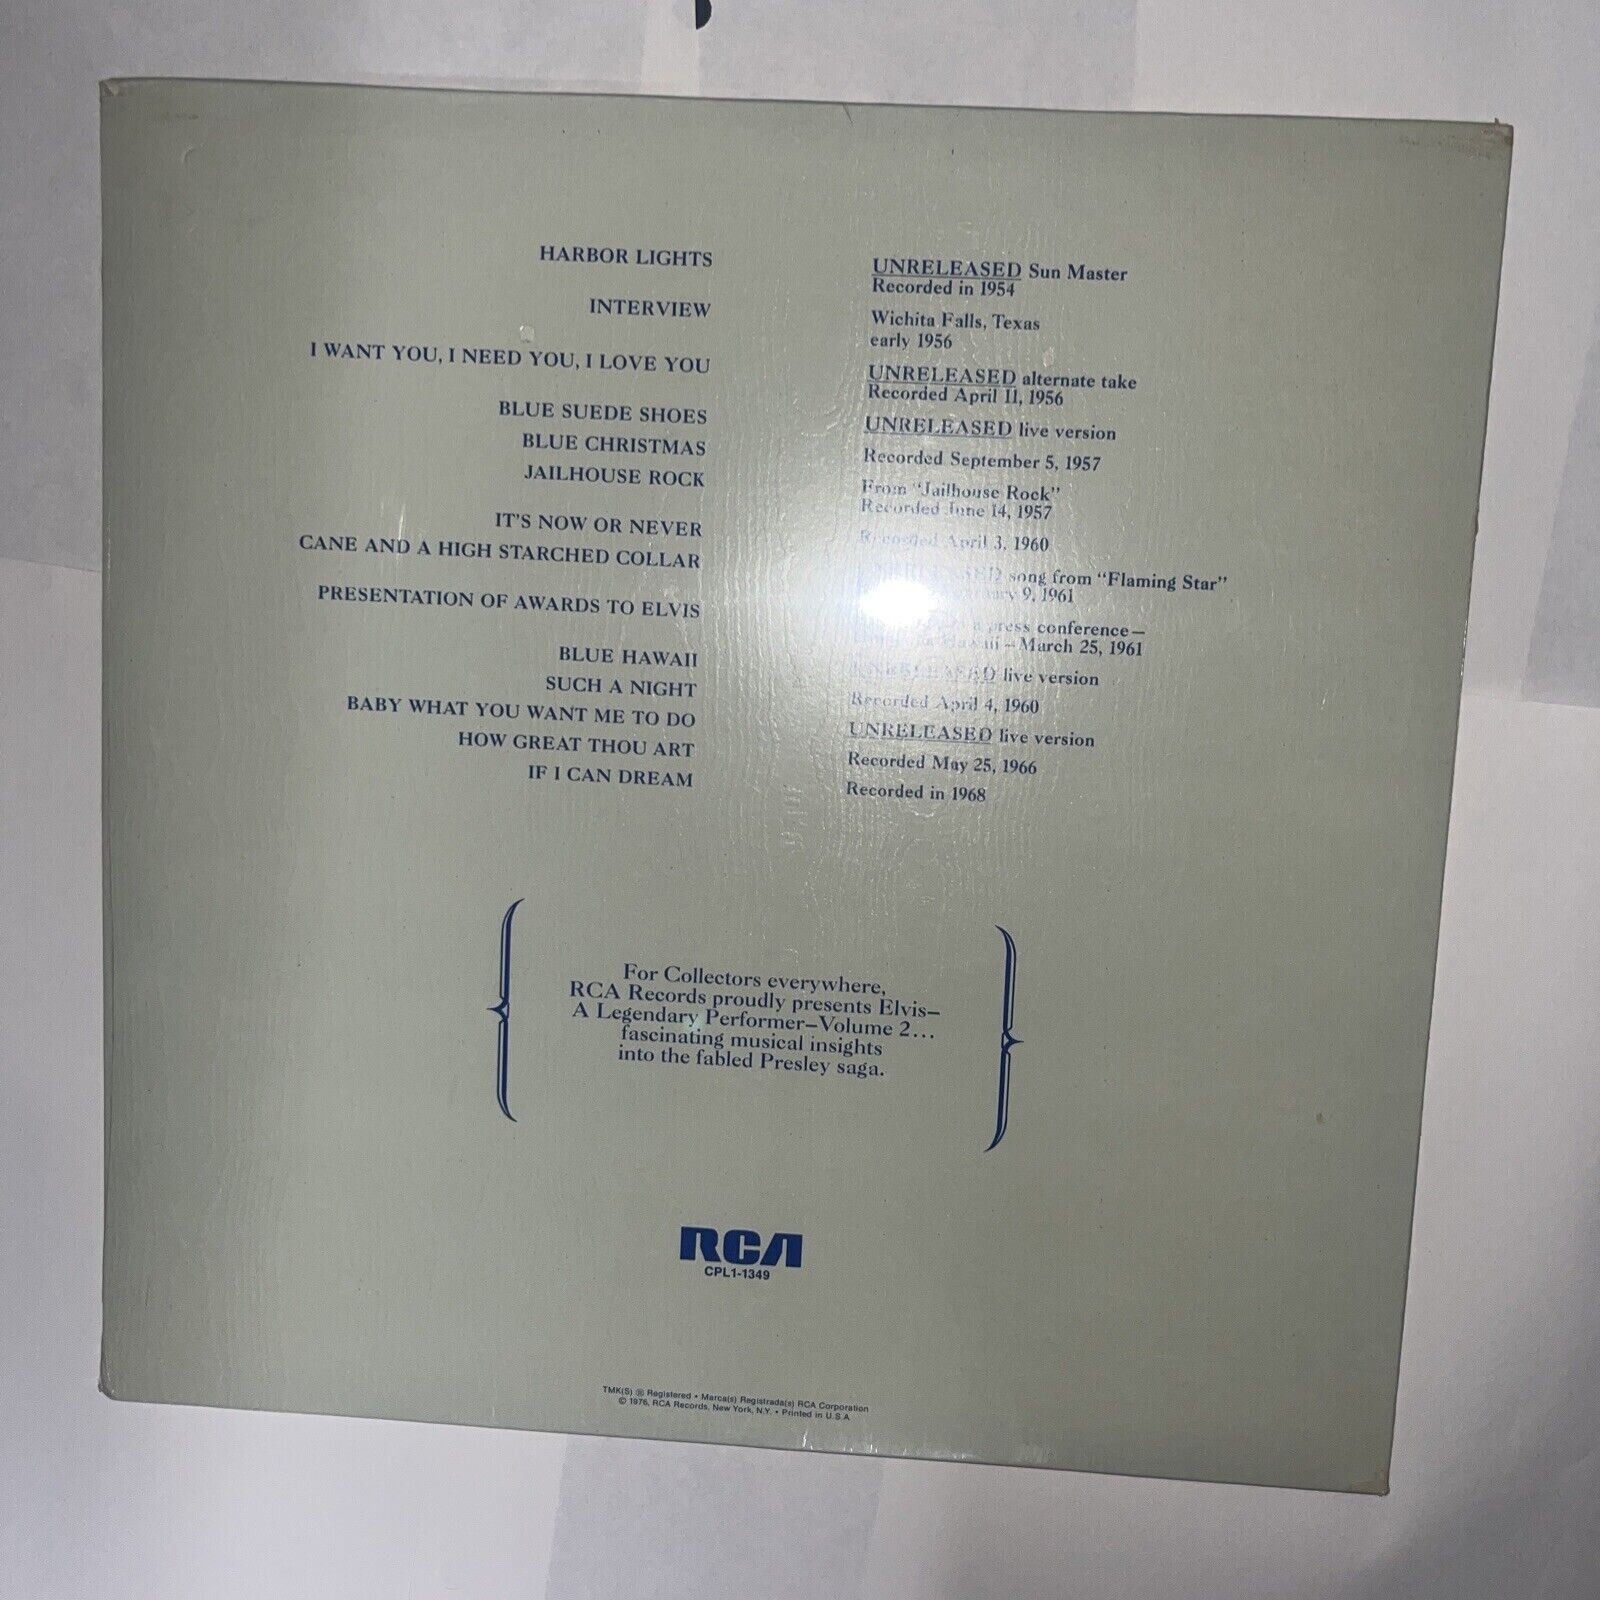 HARBOR LIGHTS
UNRELEASED Sun Master
Recorded in 1954
INTERVIEW
Wichita Falls, Texas
early 1956
I WANT YOU, I NEED YOU, I LOVE YOU
UNRELEASED alternate take
Recorded April 11, 1956
BLUE SUEDE SHOES
UNRELEASED live version
BLUE CHRISTMAS
Recorded September 5, 1957
JAILHOUSE ROCK
From "Jailhouse Rock"
Recorded June 14, 1957
IT'S NOW OR NEVER
Recorded April 3, 1960
CANE AND A HIGH STARCHED COLLAR
UNRELEASED song from "Flaming Star"
9, 1961
PRESENTATION OF AWARDS TO ELVIS
a press conference—
Hawaii – March 25, 1961
BLUE HAWAII
UNRELEASED live version
SUCH A NIGHT
Recorded April 4, 1960
BABY WHAT YOU WANT ME TO DO
UNRELEASED live version
HOW GREAT THOU ART
Recorded May 25, 1966
IF I CAN DREAM
Recorded in 1968
For Collectors everywhere,
RCA Records proudly presents Elvis—
A Legendary Performer—Volume 2...
fascinating musical insights
into the fabled Presley saga.
RCA
CPL1-1349
TMK(S) ® Registered • Marca(s) Registrada(s) RCA Corporation
© 1976, RCA Records, New York, N.Y. • Printed in U.S.A